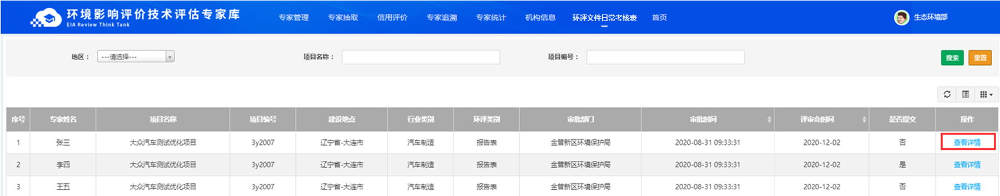 环境影响评价技术评估专家库
EIA Review Think Tank
专家管理 专家抽取 信用评价 专家追溯 专家统计 机构信息 环评文件日常考核表 首页 生态环境部
地区： ---请选择--- 项目名称： 项目编号： 搜索 重置
序号 专家姓名 项目名称 项目编号 建设地点 行业类别 环评类别 审批部门 审批时间 评审会时间 是否提交 操作
1 张三 大众汽车测试优化项目 3y2007 辽宁省-大连市 汽车制造 报告表 金普新区环境保护局 2020-08-31 09:33:31 2020-12-02 否 查看详情
2 李四 大众汽车测试优化项目 3y2007 辽宁省-大连市 汽车制造 报告表 金普新区环境保护局 2020-08-31 09:33:31 2020-12-02 是 查看详情
3 王五 大众汽车测试优化项目 3y2007 辽宁省-大连市 汽车制造 报告表 金普新区环境保护局 2020-08-31 09:33:31 2020-12-02 否 查看详情